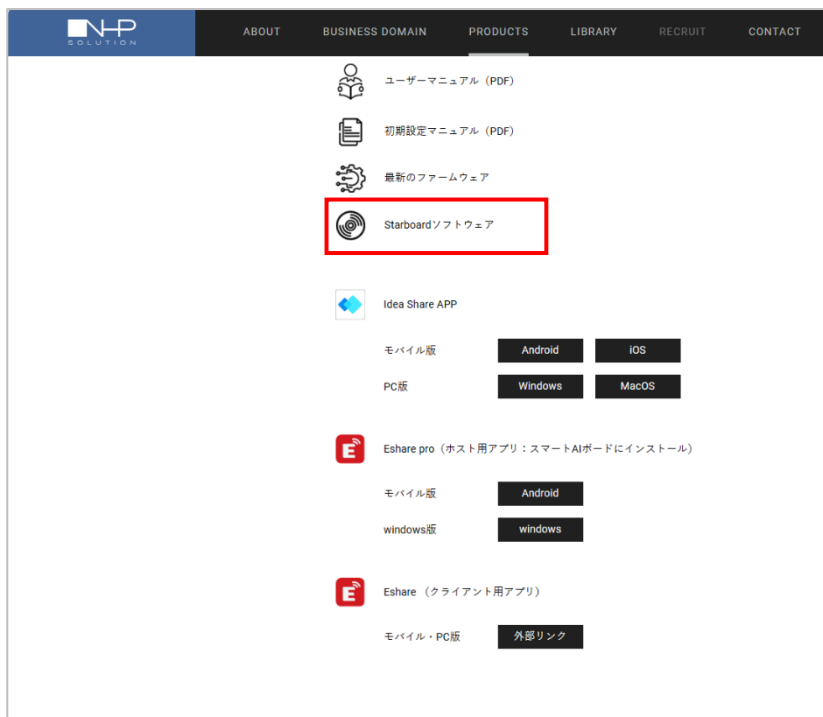 NHP
SOLUTION
ABOUT BUSINESS DOMAIN PRODUCTS LIBRARY RECRUIT CONTACT
ユーザーマニュアル（PDF）
初期設定マニュアル（PDF）
最新のファームウェア
Starboardソフトウェア
Idea Share APP
モバイル版 Android iOS
PC版 Windows MacOS
E Eshare pro（ホスト用アプリ：スマートAIボードにインストール）
モバイル版 Android
windows版 windows
E Eshare （クライアント用アプリ）
モバイル・PC版 外部リンク